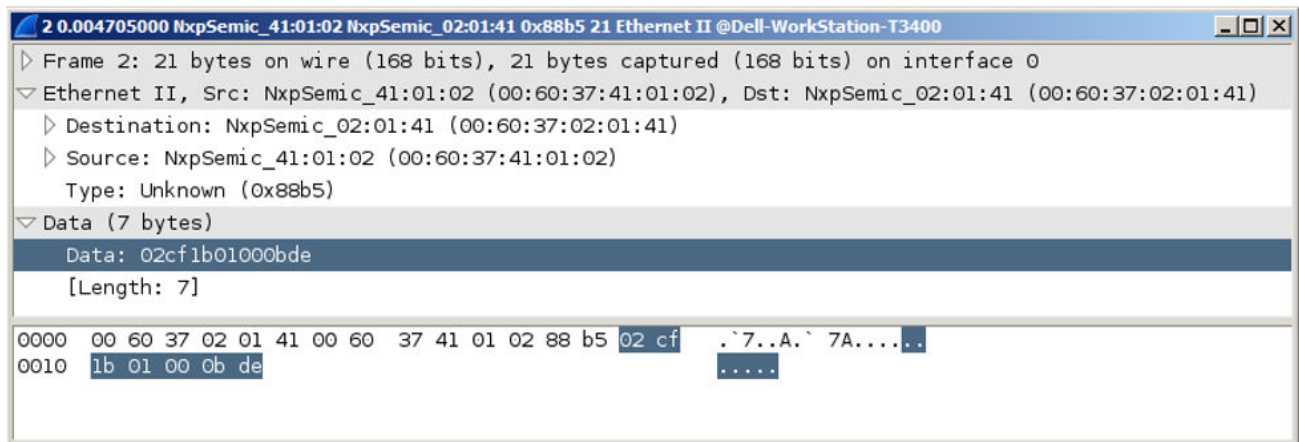 2 0.004705000 NxpSemic_41:01:02 NxpSemic_02:01:41 0x88b5 21 Ethernet II @Dell-WorkStation-T3400
Frame 2: 21 bytes on wire (168 bits), 21 bytes captured (168 bits) on interface 0
Ethernet II, Src: NxpSemic_41:01:02 (00:60:37:41:01:02), Dst: NxpSemic_02:01:41 (00:60:37:02:01:41)
Destination: NxpSemic_02:01:41 (00:60:37:02:01:41)
Source: NxpSemic_41:01:02 (00:60:37:41:01:02)
Type: Unknown (0x88b5)
Data (7 bytes)
Data: 02cf1b01000bde
[Length: 7]
0000 00 60 37 02 01 41 00 60 37 41 01 02 88 b5 02 cf .`7..A.` 7A......
0010 1b 01 00 0b de .....